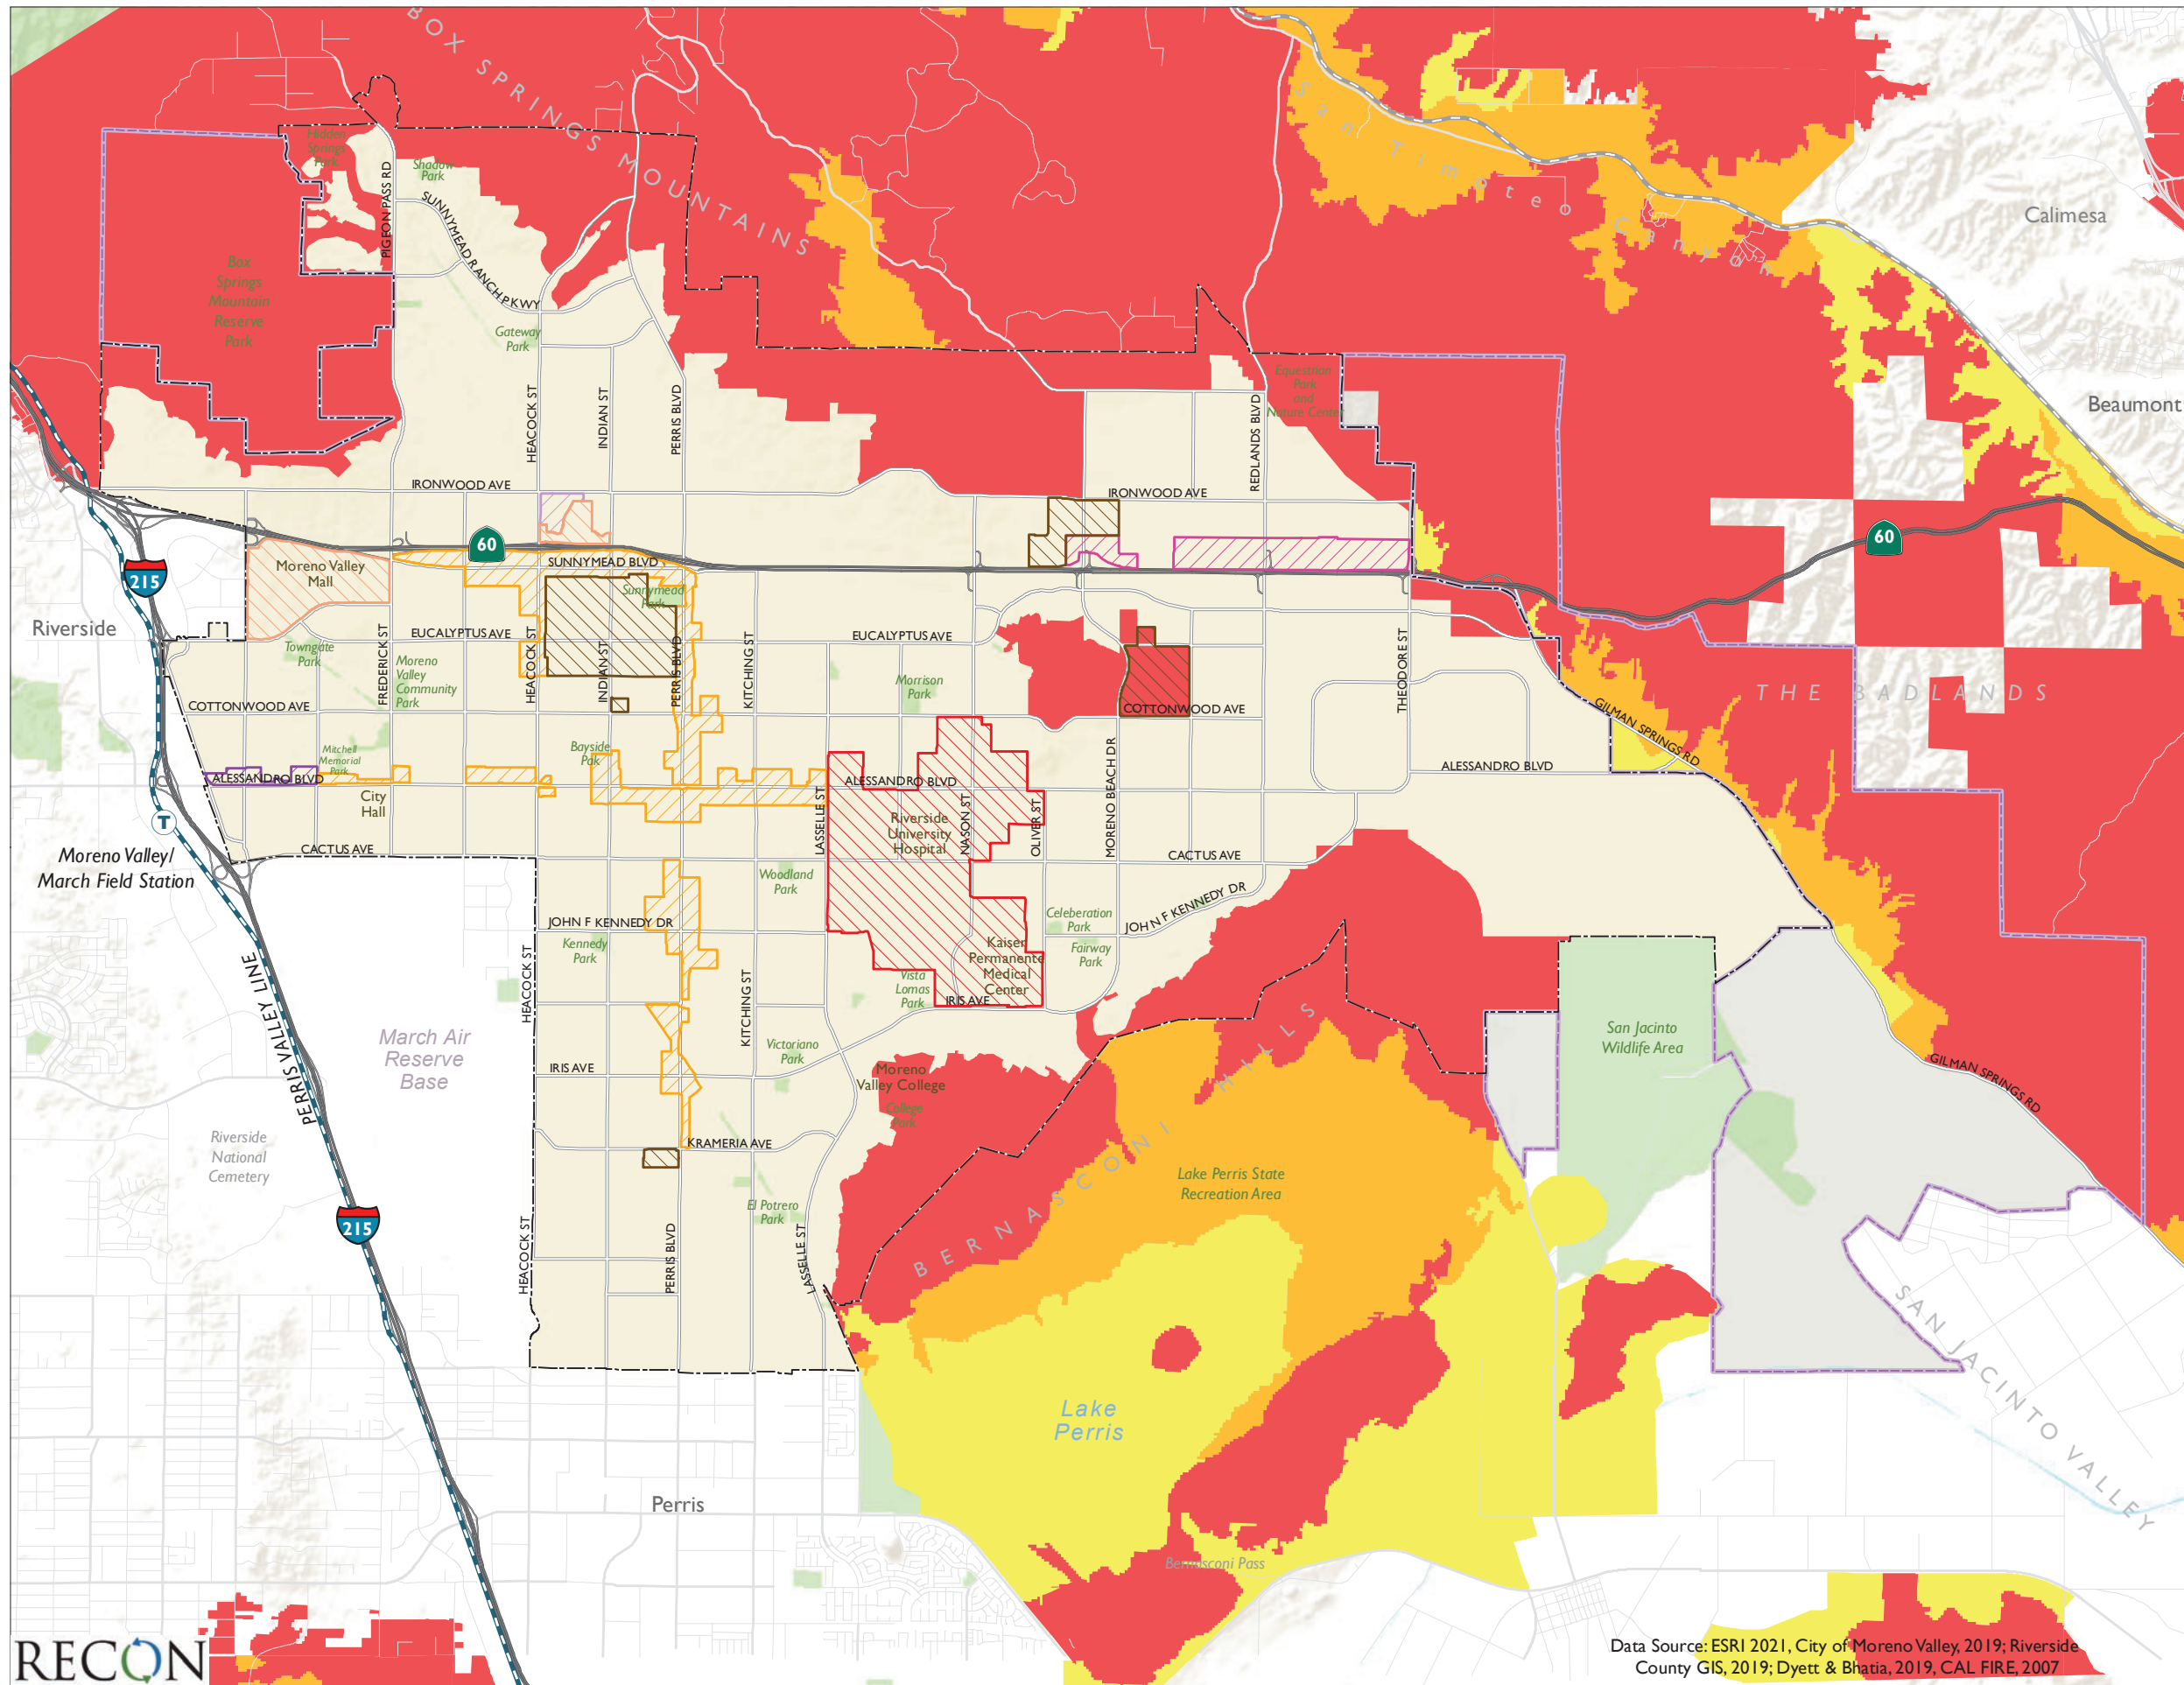 BOX SPRINGS MOUNTAINS
San Timoteo Canyon
Calimesa
Beaumont
Hidden
Springs
Park
Shadow
Park
PIGEON PASS RD
SUNNYMEAD RANCH PKWY
Box
Springs
Mountain
Reserve
Park
Gateway
Park
HEACOCK ST
INDIAN ST
PERRIS BLVD
REDLANDS BLVD
Equestrian
Park
and
Nature Center
IRONWOOD AVE
IRONWOOD AVE
60
60
215
Moreno Valley
Mall
SUNNYMEAD BLVD
Sunnymead
Park
Riverside
EUCALYPTUS AVE
EUCALYPTUS AVE
Towngate
Park
FREDERICK ST
Moreno
Valley
Community
Park
HEACOCK ST
INDIAN ST
PERRIS BLVD
KITCHING ST
Morrison
Park
THEODORE ST
THE BADLANDS
COTTONWOOD AVE
COTTONWOOD AVE
GILMAN SPRINGS RD
Mitchell
Memorial
Park
Bayside
Pak
ALESSANDRO BLVD
ALESSANDRO BLVD
ALESSANDRO BLVD
City
Hall
LASSELLE ST
Riverside
University
Hospital
NASON ST
OLIVER ST
MORENO BEACH DR
T
Moreno Valley/
March Field Station
CACTUS AVE
CACTUS AVE
Woodland
Park
JOHN F KENNEDY DR
JOHN F KENNEDY DR
Celeberation
Park
Fairway
Park
Kennedy
Park
Kaiser
Permanente
Medical
Center
Vista
Lomas
Park
IRIS AVE
HEACOCK ST
KITCHING ST
PERRIS VALLEY LINE
March Air
Reserve
Base
Victoriano
Park
IRIS AVE
Moreno
Valley College
College
Park
San Jacinto
Wildlife Area
GILMAN SPRINGS RD
BERNASCONI HILLS
Riverside
National
Cemetery
KRAMERIA AVE
Lake Perris State
Recreation Area
El Potrero
Park
215
HEACOCK ST
PERRIS BLVD
LASSELLE ST
SAN JACINTO VALLEY
Lake
Perris
Perris
Bernasconi Pass
RECON
Data Source: ESRI 2021, City of Moreno Valley, 2019; Riverside
County GIS, 2019; Dyett & Bhatia, 2019, CAL FIRE, 2007